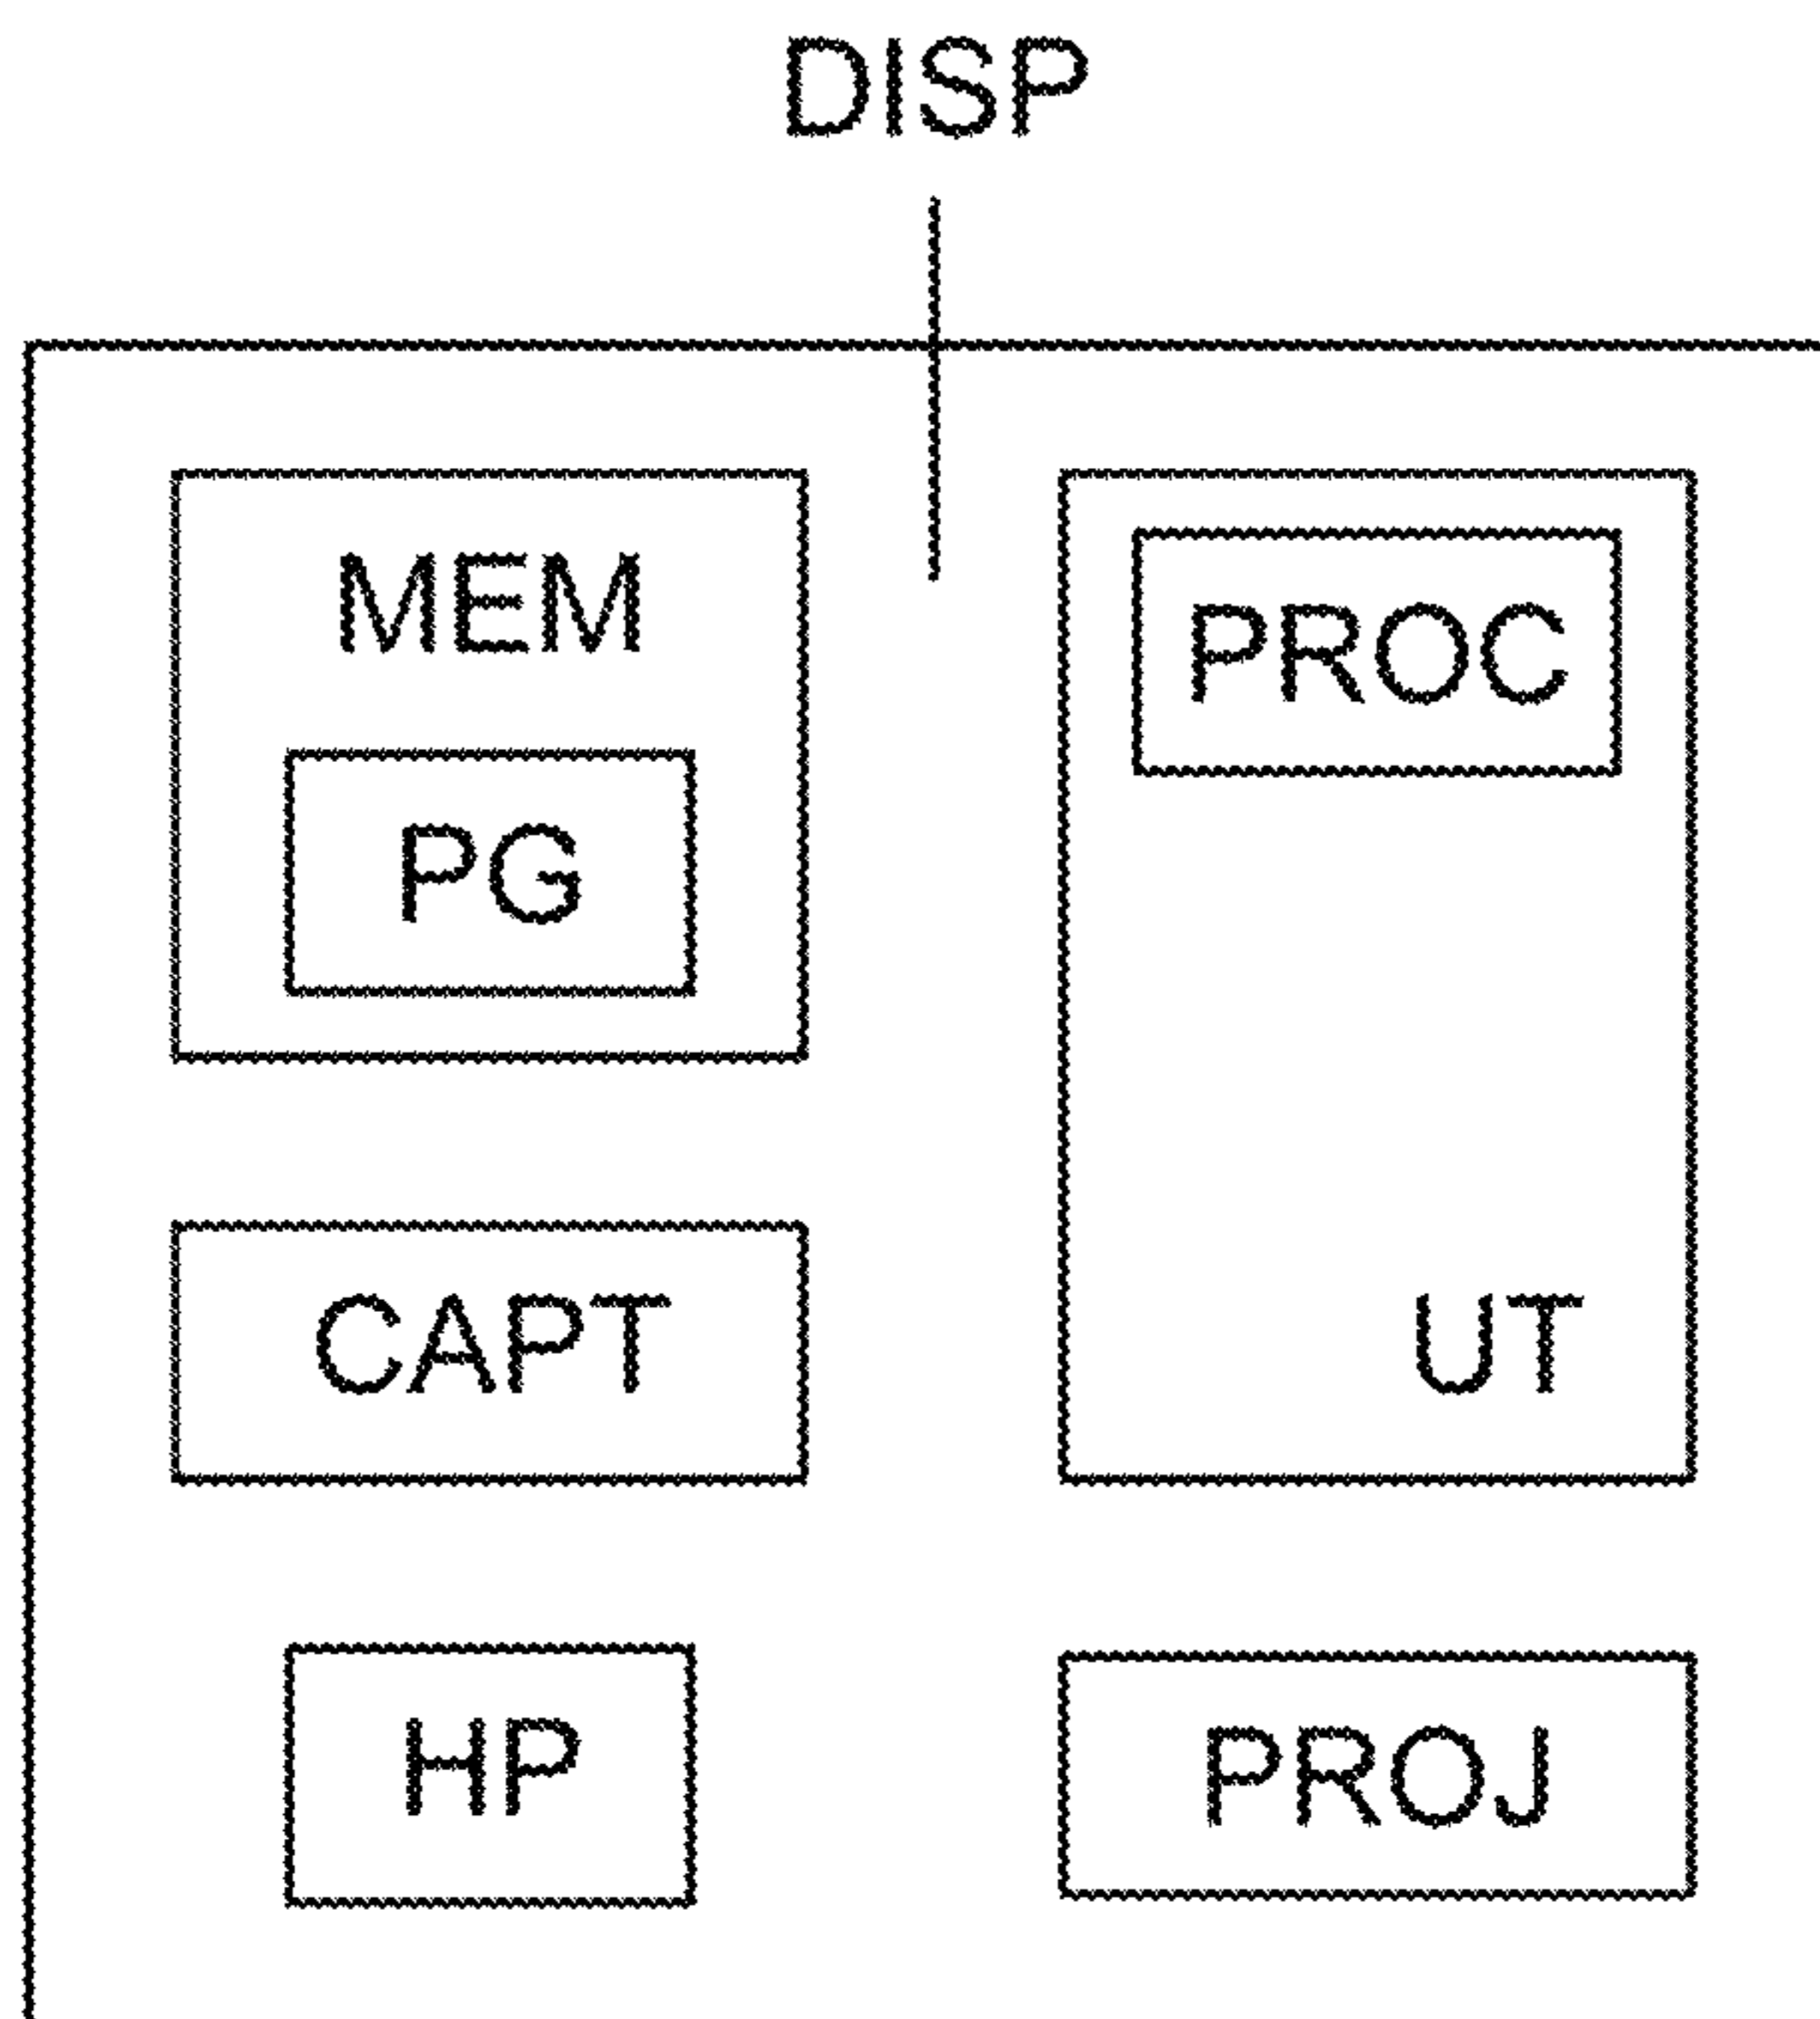 DISP
MEM
PROC
PG
CAPT
UT
HP
PROJ